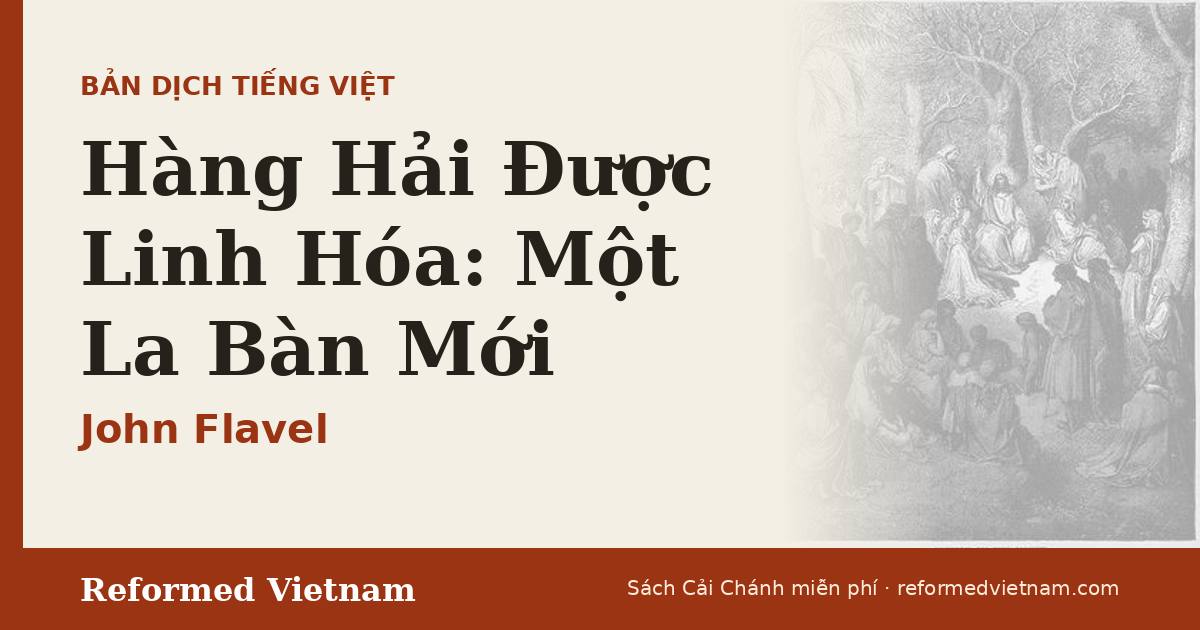 BẢN DỊCH TIẾNG VIỆT
Hàng Hải Được
Linh Hóa: Một
La Bàn Mới
John Flavel
Reformed Vietnam
Sách Cải Chánh miễn phí · reformedvietnam.com